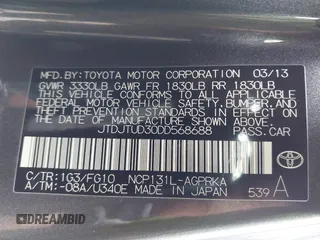 MFD. BY: TOYOTA MOTOR CORPORATION 03/13
GVWR 3330LB GAWR FR 1830LB RR 1830LB
THIS VEHICLE CONFORMS TO ALL APPLICABLE
FEDERAL MOTOR VEHICLE SAFETY, BUMPER, AND
THEFT PREVENTION STANDARDS IN EFFECT ON
THE DATE OF MANUFACTURE SHOWN ABOVE.
JTDJTUD30DD568688 PASS. CAR
C/TR: 1G3/FG10 NCP131L-AGPRKA
A/TM: -08A/U340E MADE IN JAPAN 539 A
TOYOTA
DREAMBID